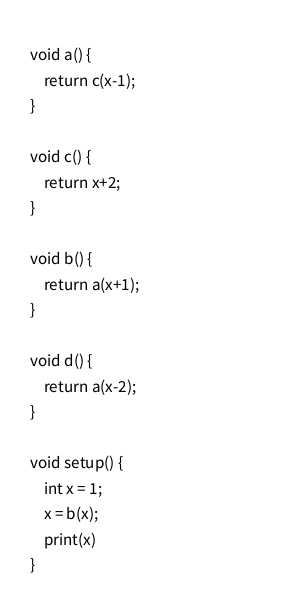 void a() {
return c(x-1);
}
void c() {
return x+2;
}
void b() {
return a(x+1);
}
void d() {
return a(x-2);
}
void setup() {
int x = 1;
x = b(x);
print(x)
}